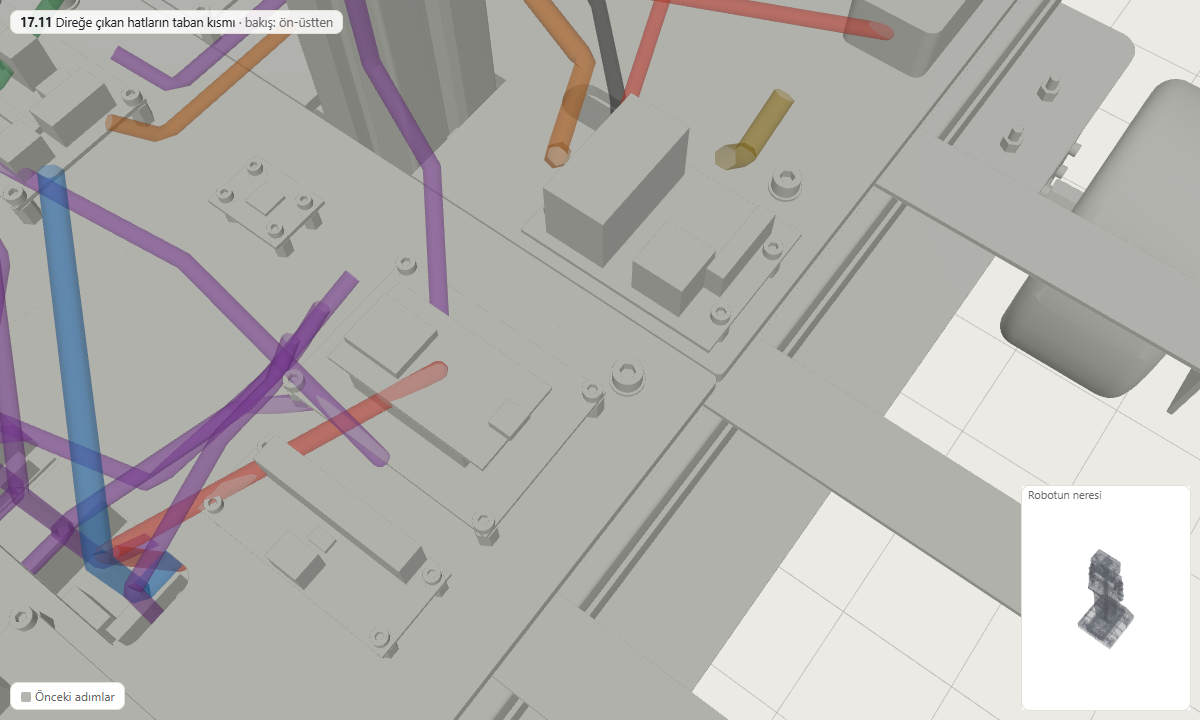 17.11 Direğe çıkan hatların taban kısmı · bakış: ön-üstten
Robotun neresi
Önceki adımlar